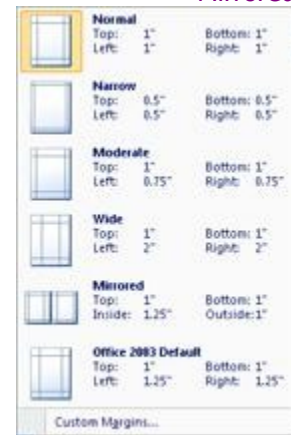 Normal
Top: 1" Bottom: 1"
Left: 1" Right: 1"
Narrow
Top: 0.5" Bottom: 0.5"
Left: 0.5" Right: 0.5"
Moderate
Top: 1" Bottom: 1"
Left: 0.75" Right: 0.75"
Wide
Top: 1" Bottom: 1"
Left: 2" Right: 2"
Mirrored
Top: 1" Bottom: 1"
Inside: 1.25" Outside: 1"
Office 2003 Default
Top: 1" Bottom: 1"
Left: 1.25" Right: 1.25"
Custom Margins...